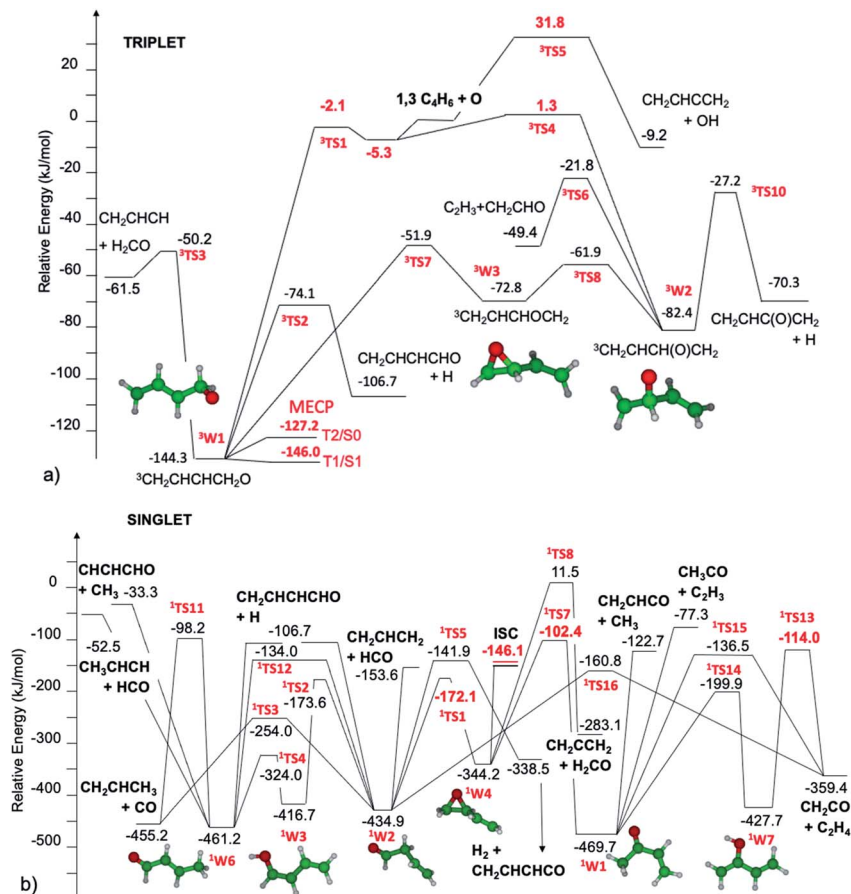 TRIPLET
31.8
³TS5
20
1,3 C₄H₆ + O
CH₂CHCCH₂
+ OH
-2.1
1.3
0
³TS1
-5.3
³TS4
-9.2
-20
-21.8
³TS6
-27.2
³TS10
C₂H₃+CH₂CHO
-49.4
Relative Energy (kJ/mol)
-40
CH₂CHCH
+ H₂CO
-50.2
³TS3
-51.9
³TS7
³W3
-61.9
³TS8
³W2
-60
-61.5
-72.8
-82.4
-70.3
-74.1
³TS2
³CH₂CHCHOCH₂
CH₂CHC(O)CH₂
+ H
-80
³CH₂CHCH(O)CH₂
CH₂CHCHCHO
+ H
-100
-106.7
MECP
-120
³W1
-127.2
T2/S0
-144.3
-146.0
T1/S1
³CH₂CHCHCH₂O
a)
SINGLET
CHCHCHO
+ CH₃
-33.3
0
-52.5
CH₃CHCH
+ HCO
¹TS11
-98.2
CH₂CHCHCHO
+ H
-106.7
-134.0
¹TS12
¹TS2
-173.6
¹TS3
-254.0
¹TS4
-324.0
-416.7
CH₂CHCH₂
+ HCO
-153.6
¹TS5
-141.9
ISC
-146.1
-172.1
¹TS1
¹TS8
11.5
¹TS7
-102.4
CH₂CHCO
+ CH₃
-122.7
CH₃CO
+ C₂H₃
-77.3
¹TS15
-136.5
¹TS13
-114.0
-160.8
¹TS16
¹TS14
-199.9
-100
-200
-300
-400
-500
Relative Energy (kJ/mol)
-283.1
CH₂CCH₂
+ H₂CO
-344.2
-338.5
-359.4
CH₂CO
+ C₂H₄
CH₂CHCH₃
+ CO
-455.2
-461.2
¹W6
¹W3
-434.9
¹W2
¹W4
H₂ +
CH₂CHCHCO
-469.7
¹W1
-427.7
¹W7
b)